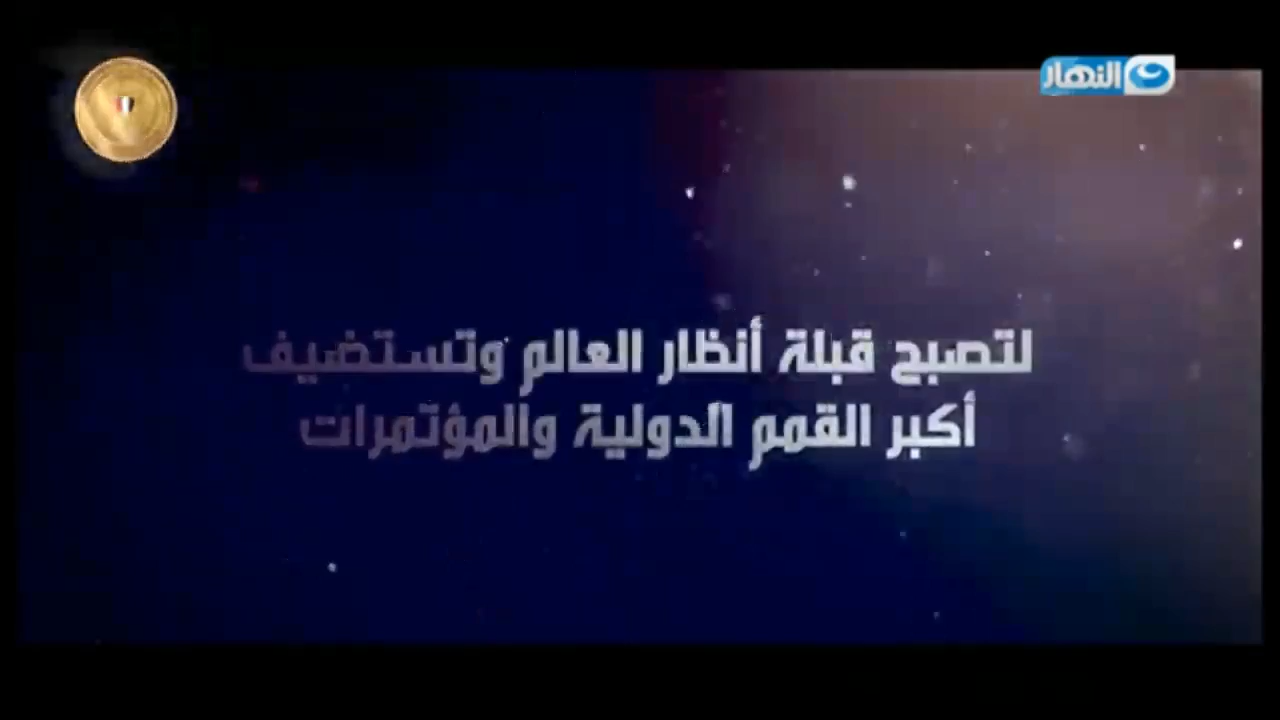 النهار
لتصبح قبلة أنظار العالم وتستضيف
أكبر القمم الدولية والمؤتمرات